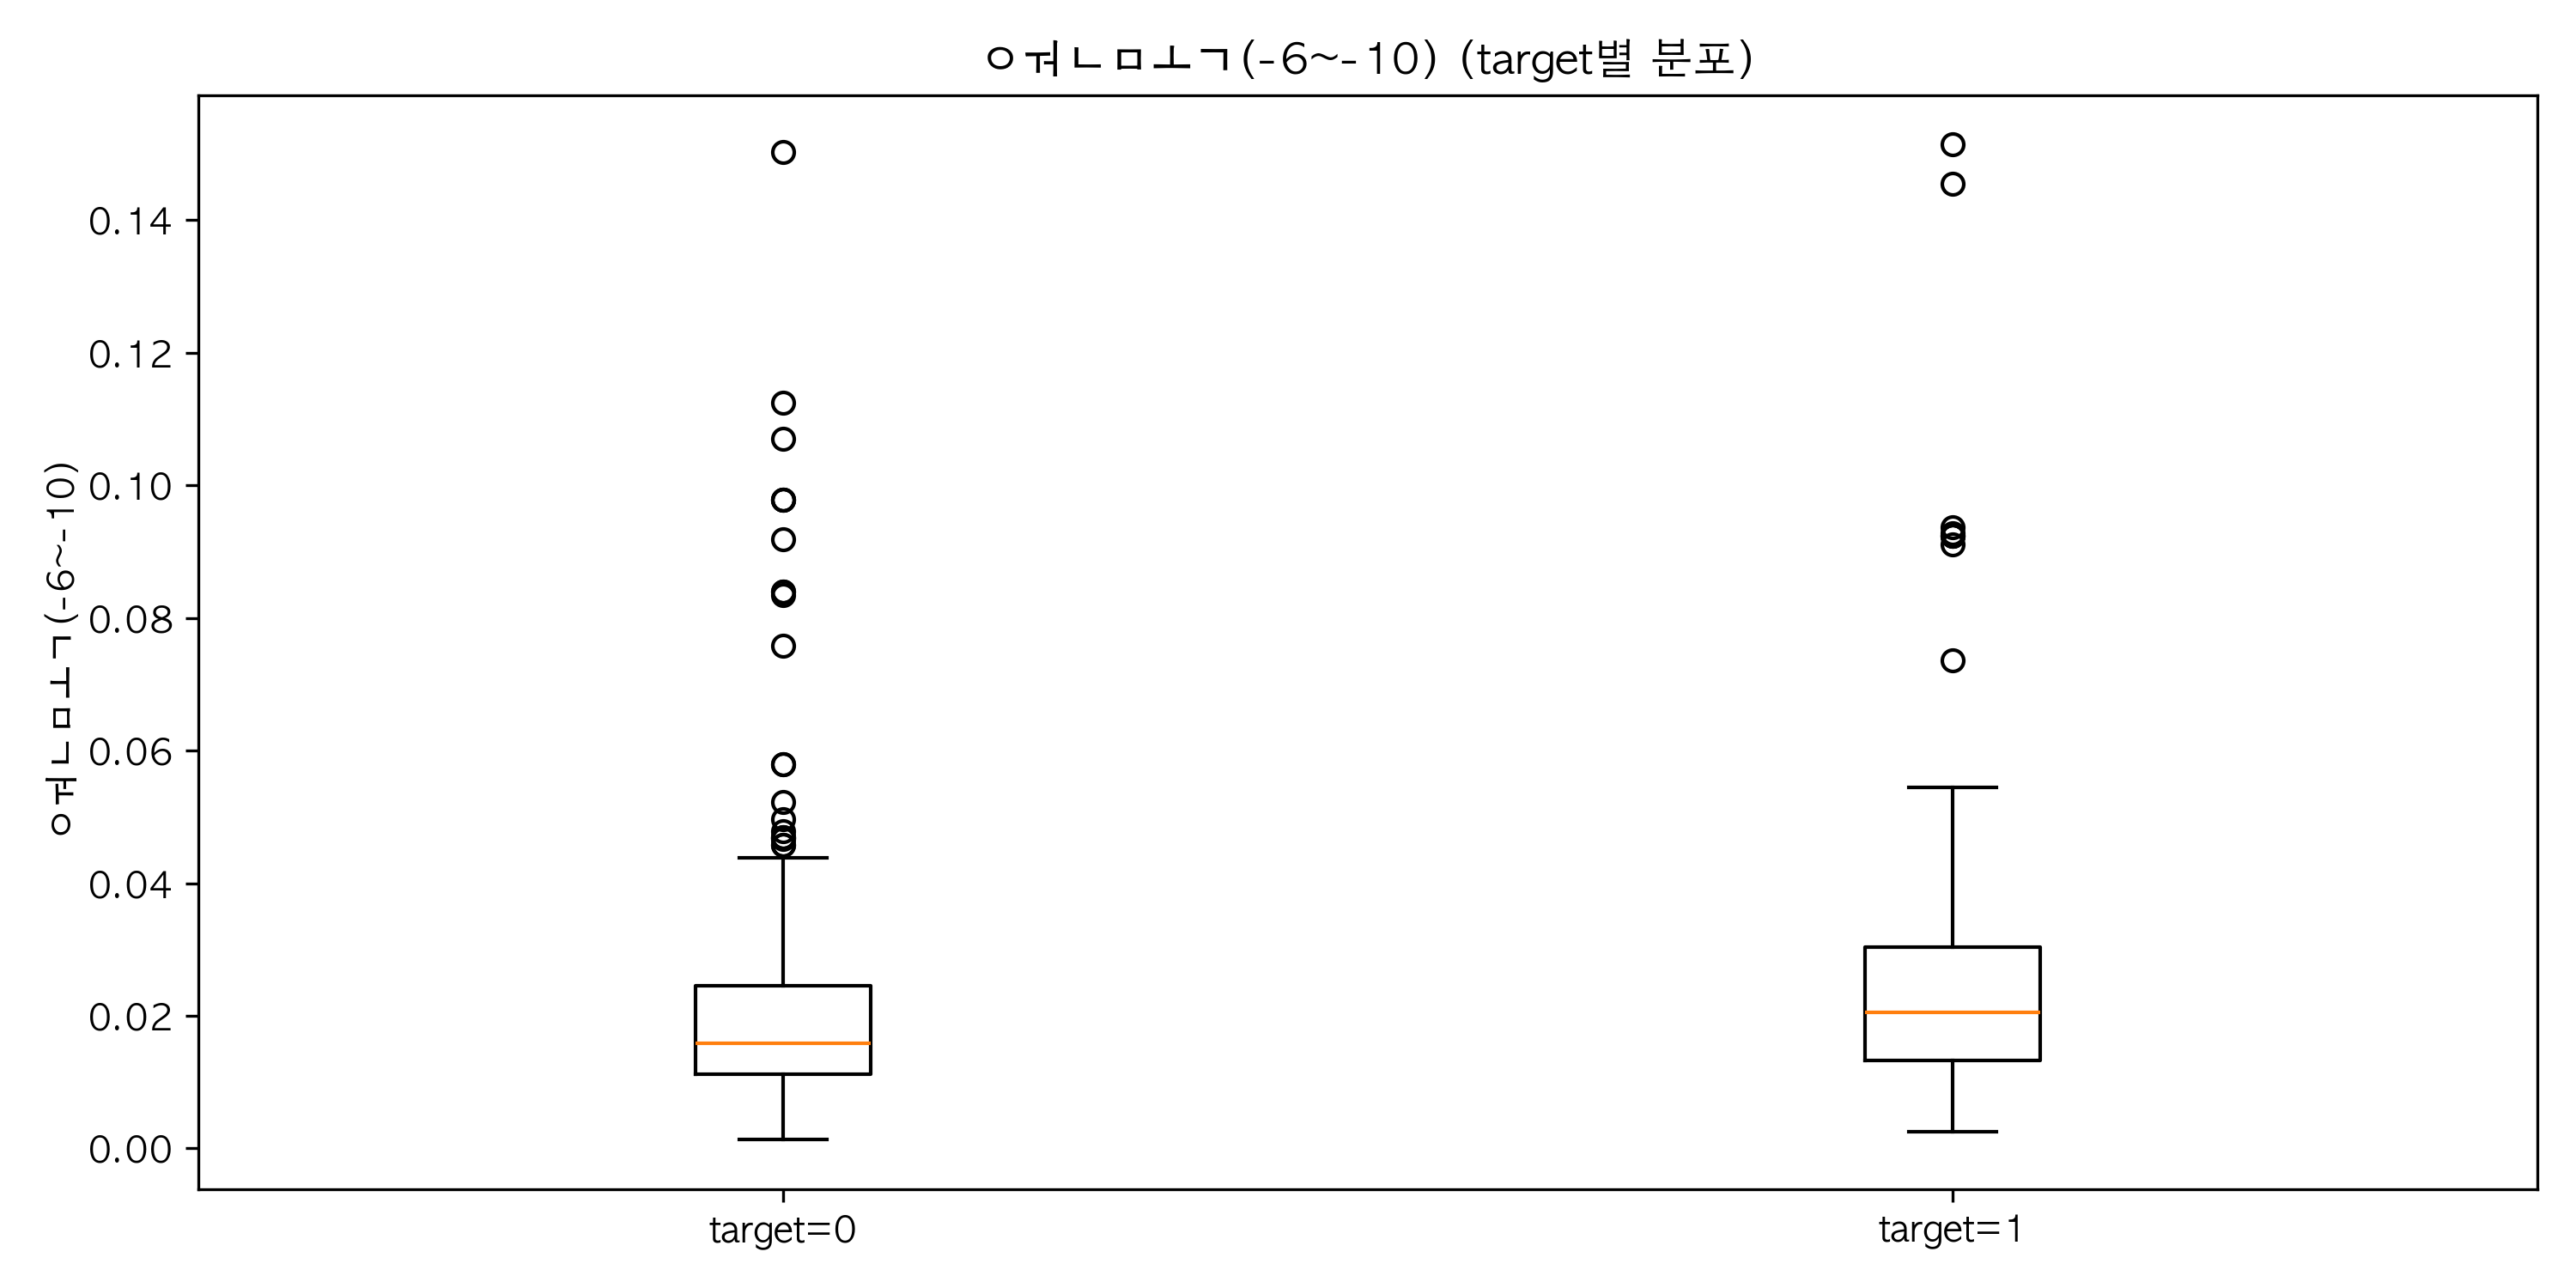 ㅇㅝㄴㅁㅗㄱ(-6~-10) (target별 분포)
ㅇㅝㄴㅁㅗㄱ(-6~-10)
0.14
0.12
0.10
0.08
0.06
0.04
0.02
0.00
target=0
target=1